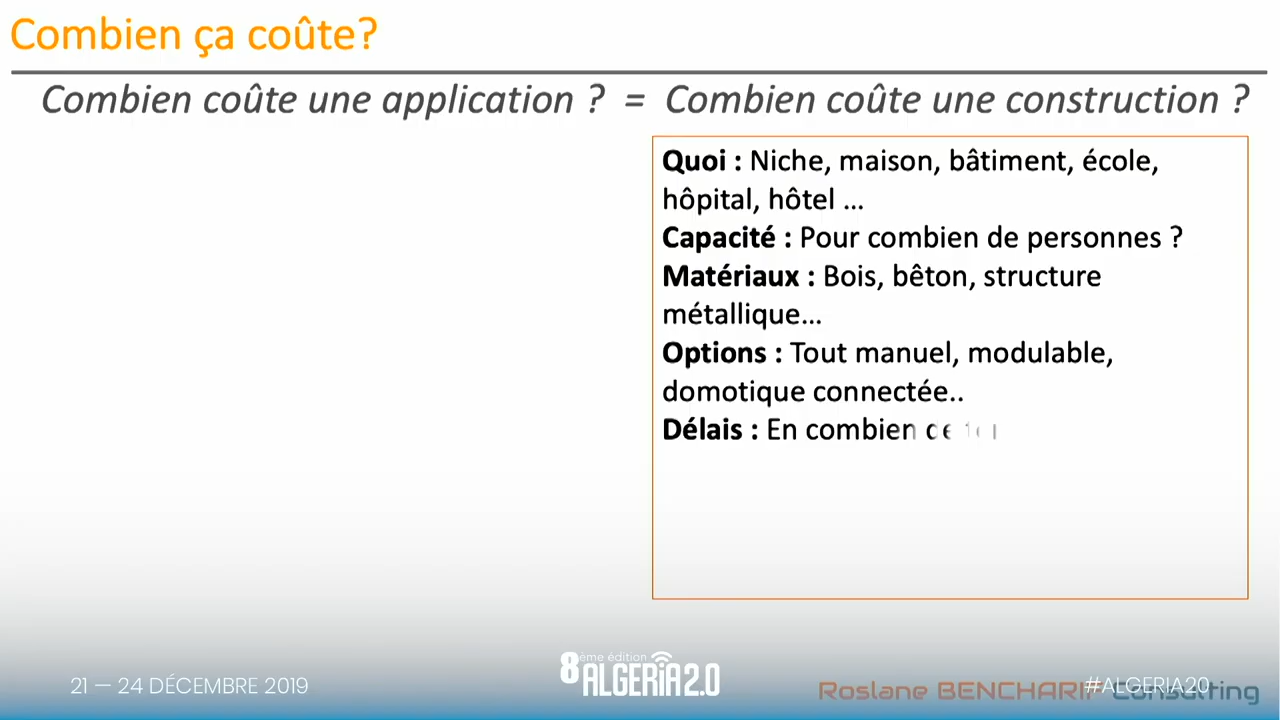 Combien ça coûte?
Combien coûte une application ? = Combien coûte une construction ?
Quoi : Niche, maison, bâtiment, école,
hôpital, hôtel ...
Capacité : Pour combien de personnes ?
Matériaux : Bois, bêton, structure
métallique...
Options : Tout manuel, modulable,
domotique connectée..
Délais : En combien de
21 — 24 DÉCEMBRE 2019
8ème édition
ALGERiA2.0
Roslane BENCHARIF Consulting
#ALGERIA20